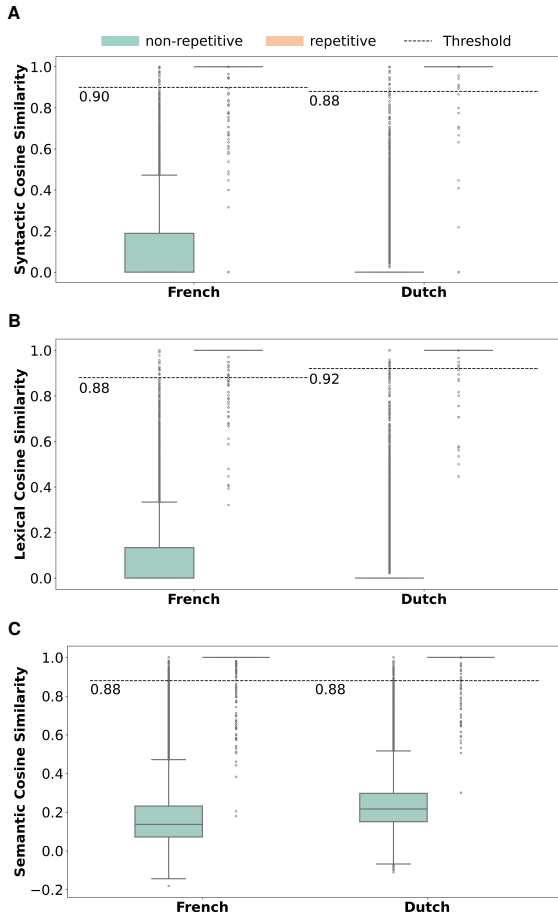 A
non-repetitive repetitive Threshold
Syntactic Cosine Similarity
1.0
0.8
0.6
0.4
0.2
0.0
0.90
0.88
French Dutch
B
Lexical Cosine Similarity
1.0
0.8
0.6
0.4
0.2
0.0
0.88
0.92
French Dutch
C
Semantic Cosine Similarity
1.0
0.8
0.6
0.4
0.2
0.0
−0.2
0.88
0.88
French Dutch